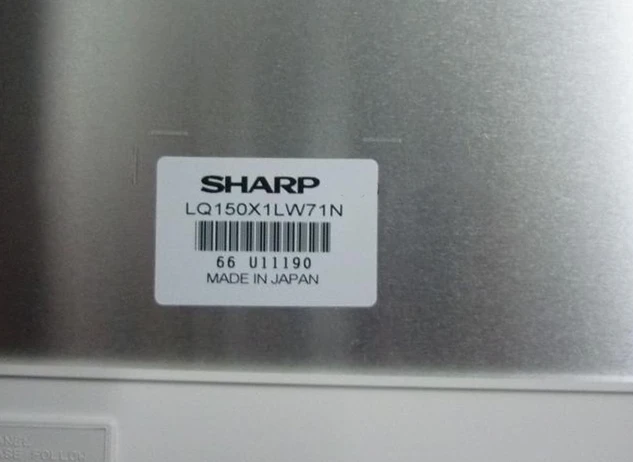 SHARP
LQ150X1LW71N
66 U11190
MADE IN JAPAN